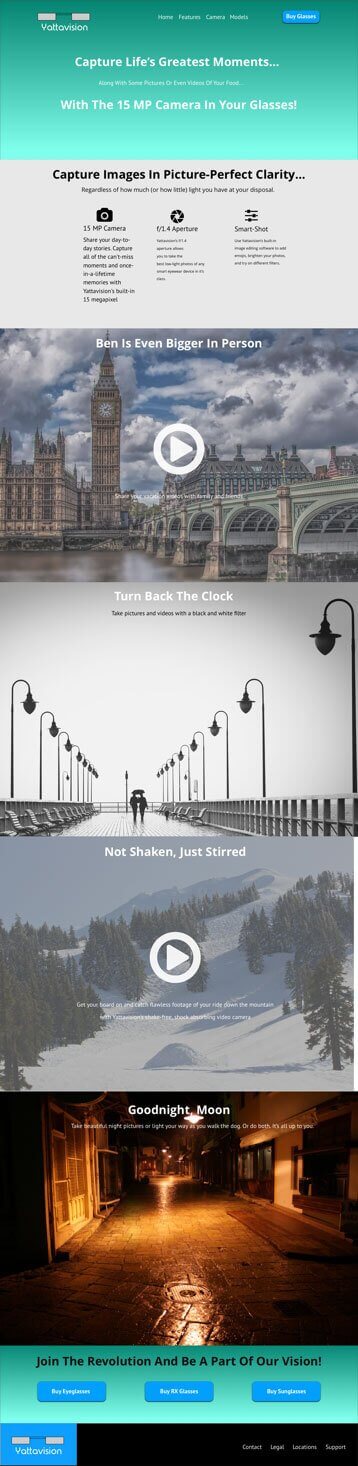 Yattavision
Home Features Camera Models
Buy Glasses
Capture Life's Greatest Moments...
Along With Some Pictures Or Even Videos Of Your Food...
With The 15 MP Camera In Your Glasses!
Capture Images In Picture-Perfect Clarity...
Regardless of how much (or how little) light you have at your disposal.
15 MP Camera
Share your day-to-
day stories. Capture
all of the can't-miss
moments and once-
in-a-lifetime
memories with
Yattavision's built-in
15 megapixel
f/1.4 Aperture
Yattavision's f/1.4
aperture allows
you to take the
best low-light photos of any
smart eyewear device in it's
class.
Smart-Shot
Use Yattavision's built-in
image editing software to add
emojis, brighten your photos,
and try on different filters.
Ben Is Even Bigger In Person
Share your vacation videos with family and friends
Turn Back The Clock
Take pictures and videos with a black and white filter
Not Shaken, Just Stirred
Get your board on and catch flawless footage of your ride down the mountain
with Yattavision's shake-free, shock absorbing video camera
Goodnight, Moon
Take beautiful night pictures or light your way as you walk the dog. Or do both. It's all up to you.
Join The Revolution And Be A Part Of Our Vision!
Buy Eyeglasses
Buy RX Glasses
Buy Sunglasses
Yattavision
Contact Legal Locations Support